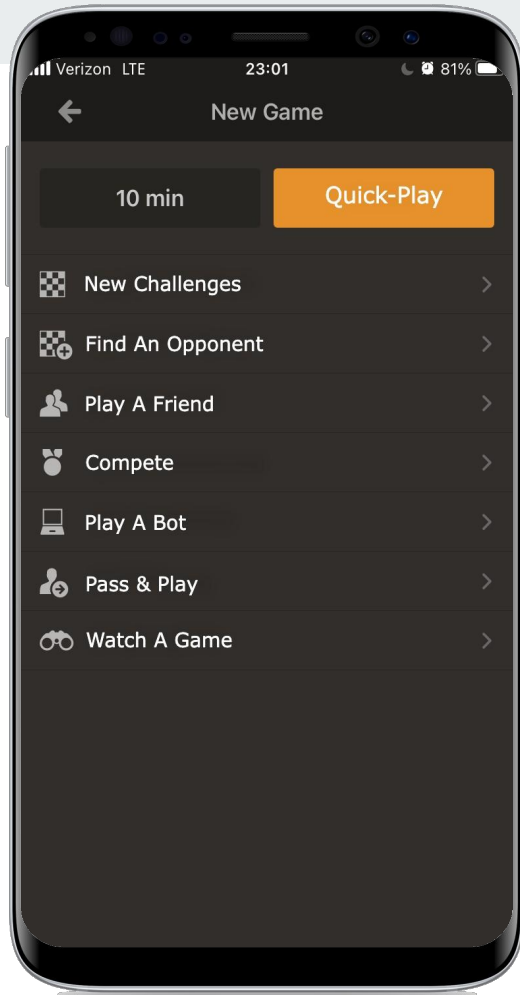 Verizon LTE 23:01 81%
New Game
10 min Quick-Play
New Challenges
Find An Opponent
Play A Friend
Compete
Play A Bot
Pass & Play
Watch A Game